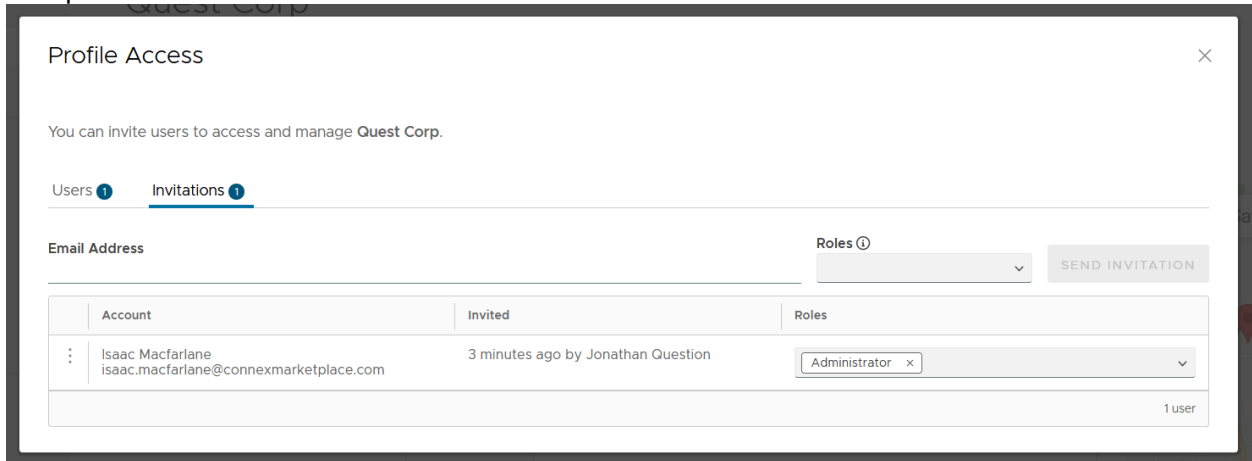 Quest Corp
Profile Access
You can invite users to access and manage Quest Corp.
Users 1 Invitations 1
Email Address
Roles
SEND INVITATION
Account Invited Roles
Isaac Macfarlane 3 minutes ago by Jonathan Question Administrator ×
isaac.macfarlane@connexmarketplace.com
1 user